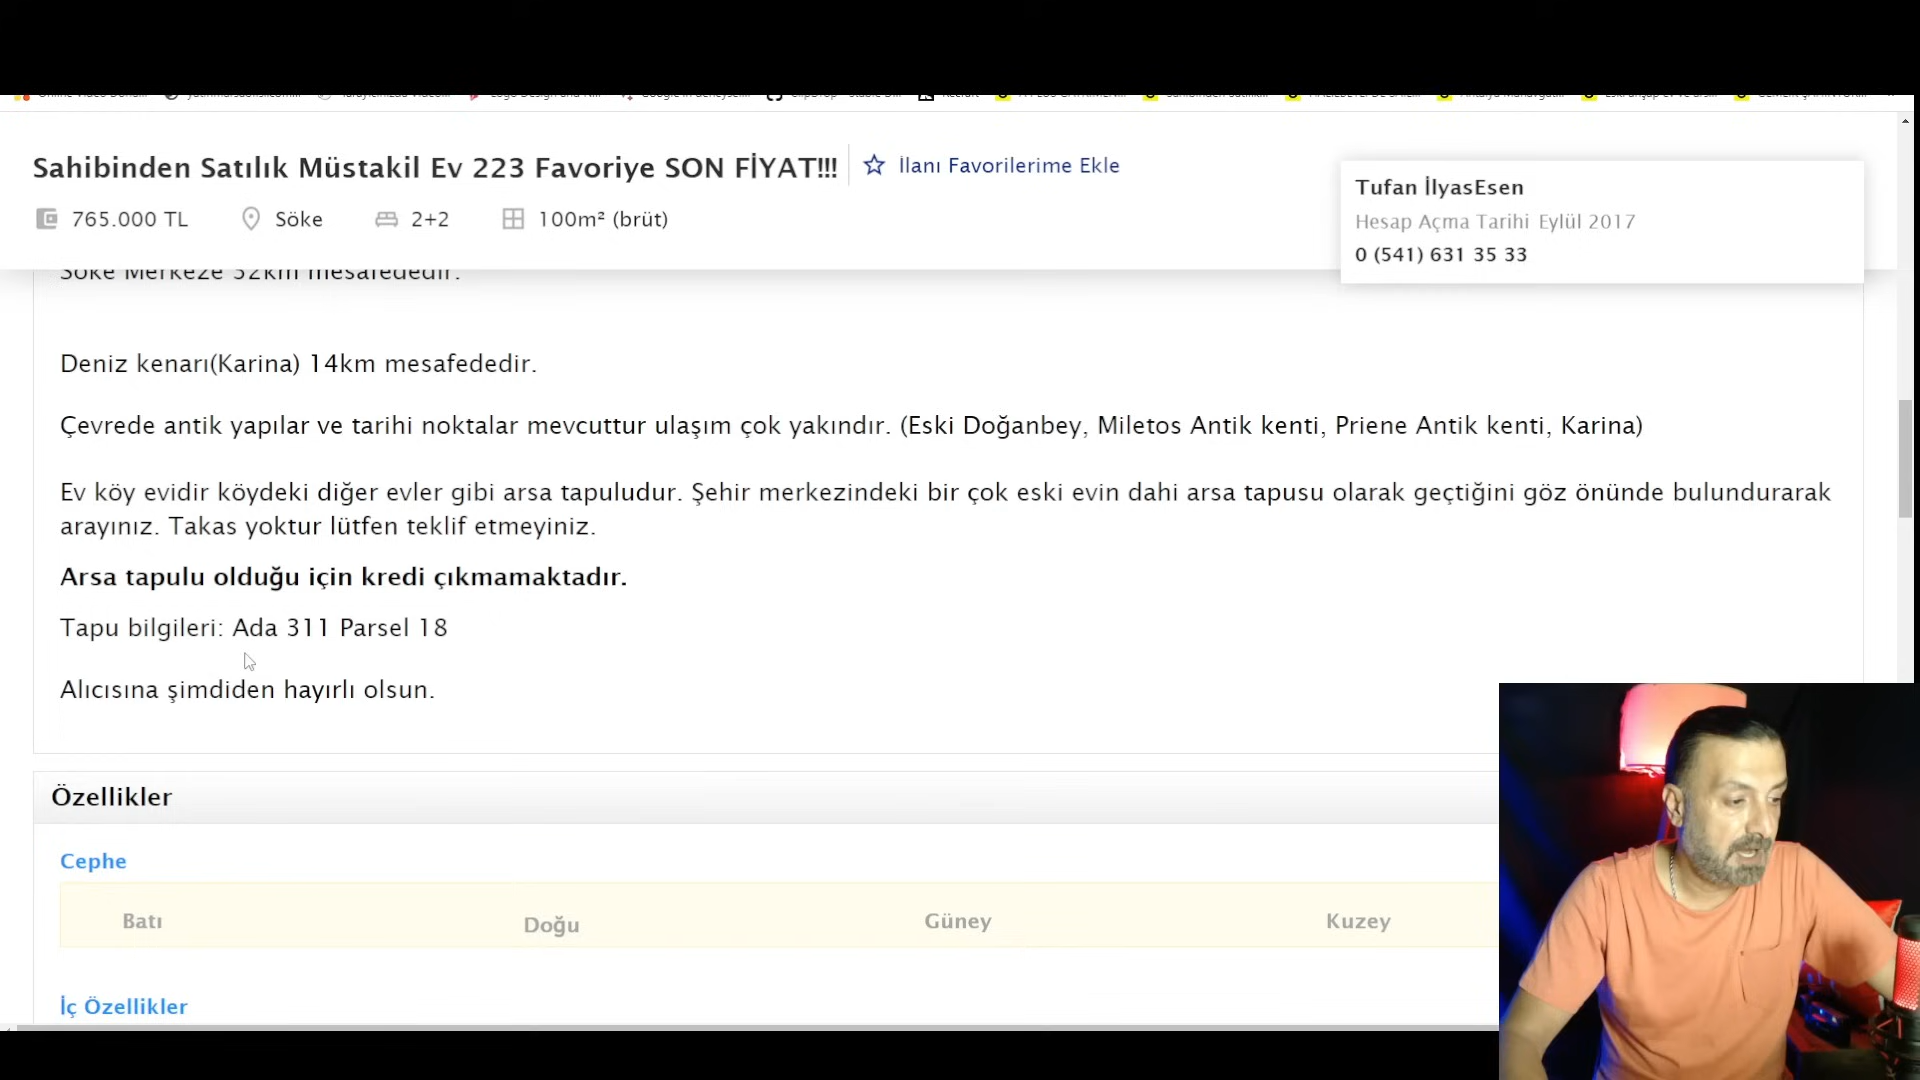 Sahibinden Satılık Müstakil Ev 223 Favoriye SON FİYAT!!!
İlanı Favorilerime Ekle
765.000 TL
Söke
2+2
100m² (brüt)
Tufan İlyasEsen
Hesap Açma Tarihi Eylül 2017
0 (541) 631 35 33
Söke Merkeze 32km mesafededir.
Deniz kenarı(Karina) 14km mesafededir.
Çevrede antik yapılar ve tarihi noktalar mevcuttur ulaşım çok yakındır. (Eski Doğanbey, Miletos Antik kenti, Priene Antik kenti, Karina)
Ev köy evidir köydeki diğer evler gibi arsa tapuludur. Şehir merkezindeki bir çok eski evin dahi arsa tapusu olarak geçtiğini göz önünde bulundurarak
arayınız. Takas yoktur lütfen teklif etmeyiniz.
Arsa tapulu olduğu için kredi çıkmamaktadır.
Tapu bilgileri: Ada 311 Parsel 18
Alıcısına şimdiden hayırlı olsun.
Özellikler
Cephe
Batı
Doğu
Güney
Kuzey
İç Özellikler